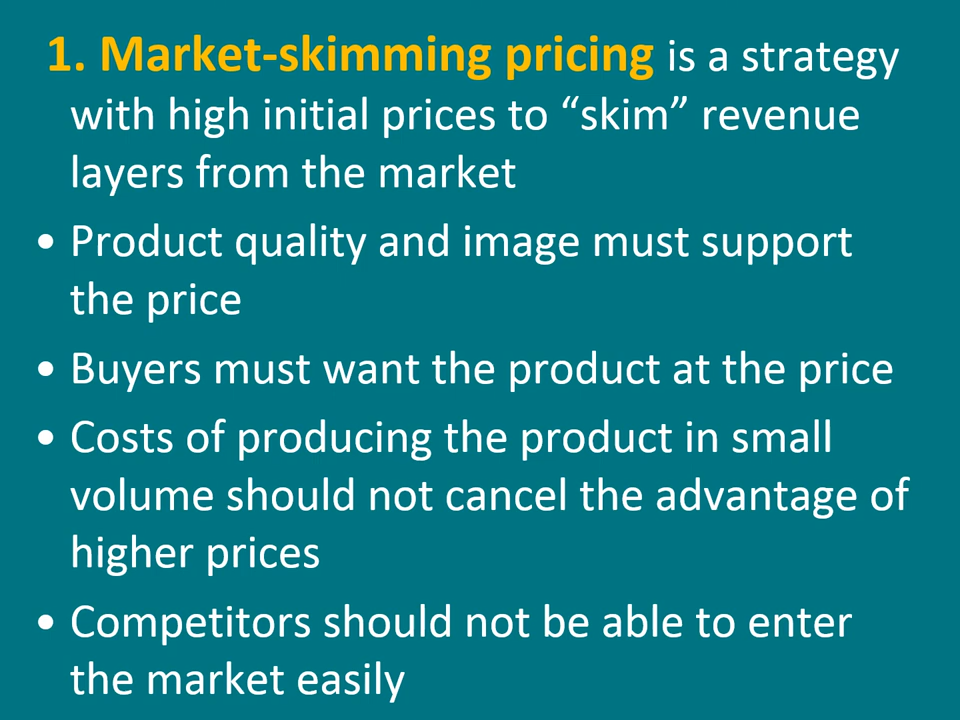 1. Market-skimming pricing is a strategy
with high initial prices to “skim” revenue
layers from the market
• Product quality and image must support
the price
• Buyers must want the product at the price
• Costs of producing the product in small
volume should not cancel the advantage of
higher prices
• Competitors should not be able to enter
the market easily